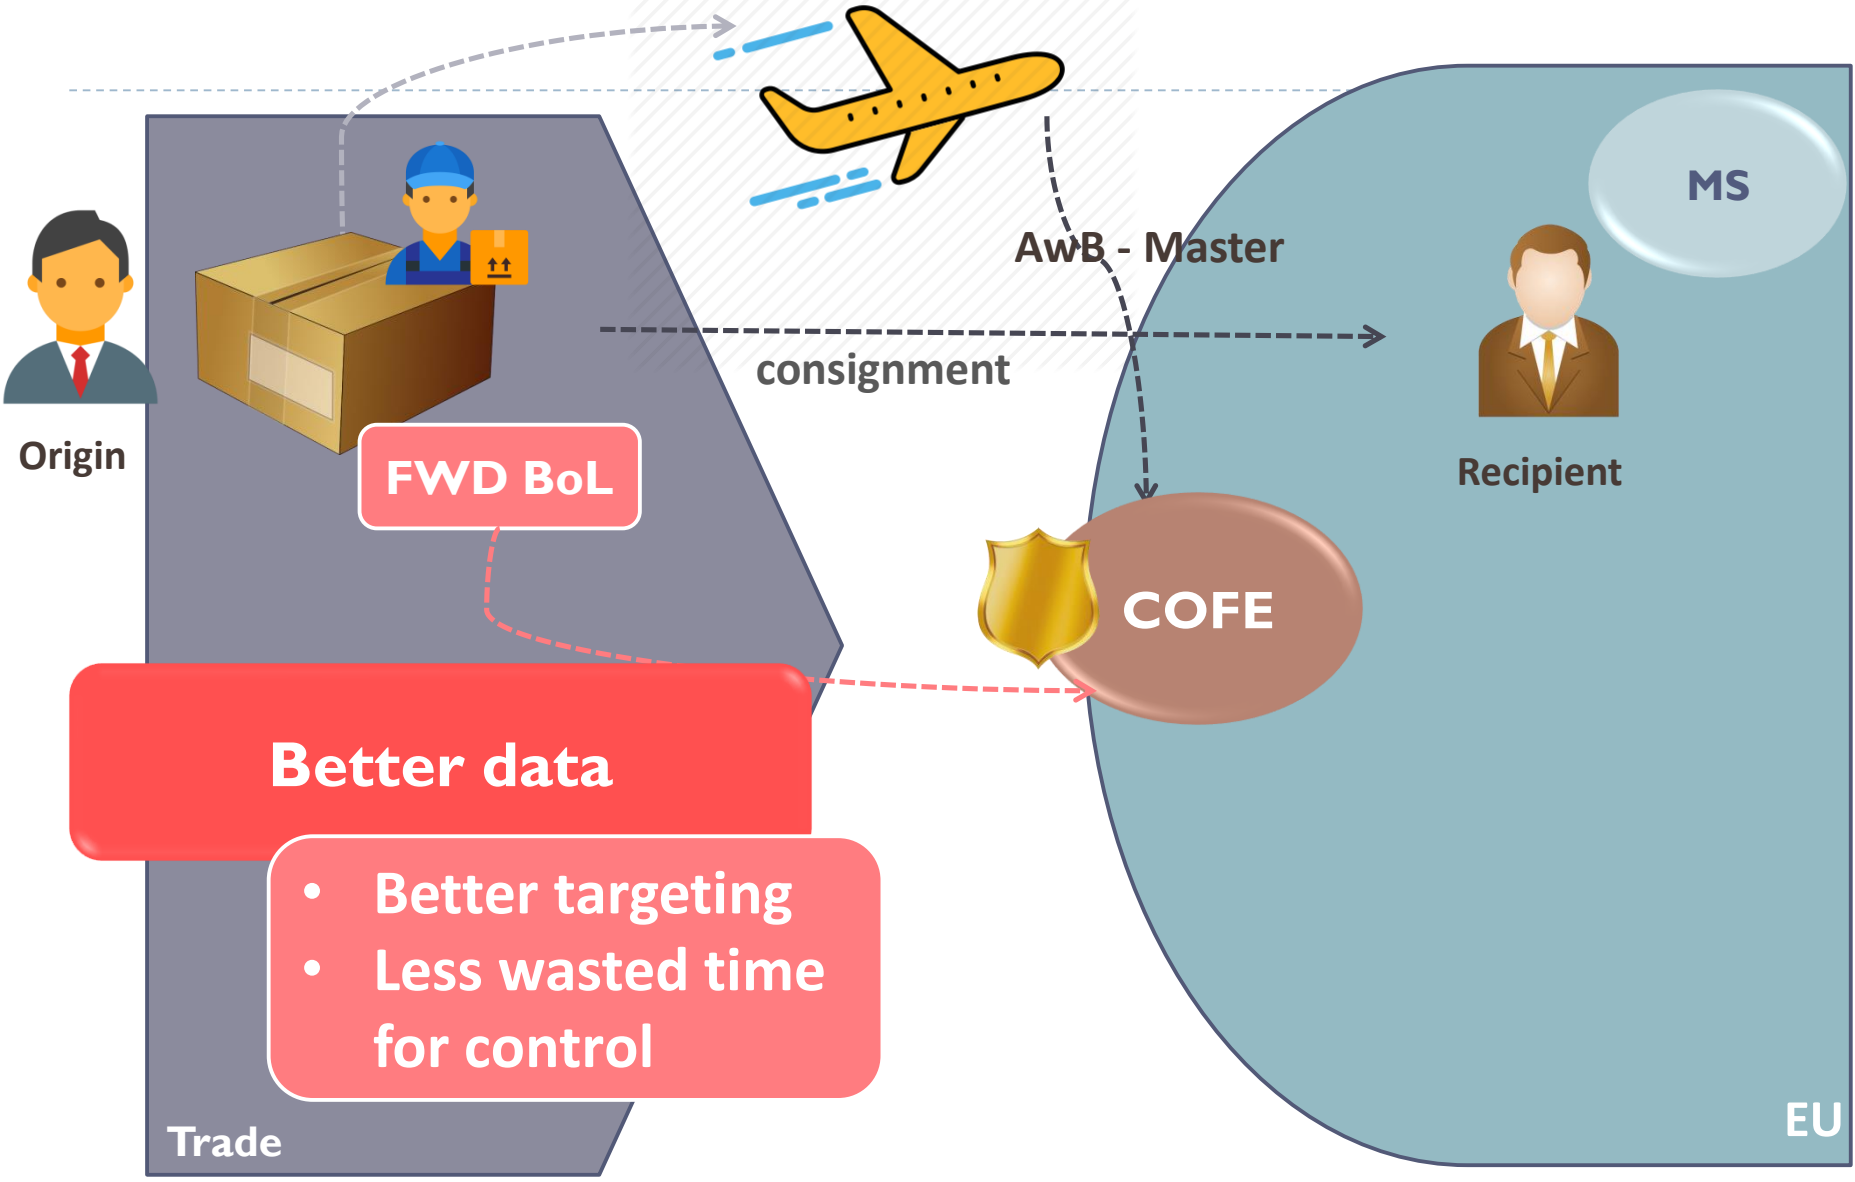 MS
AwB - Master
consignment
Origin
Recipient
FWD BoL
COFE
Better data
• Better targeting
• Less wasted time
for control
Trade
EU